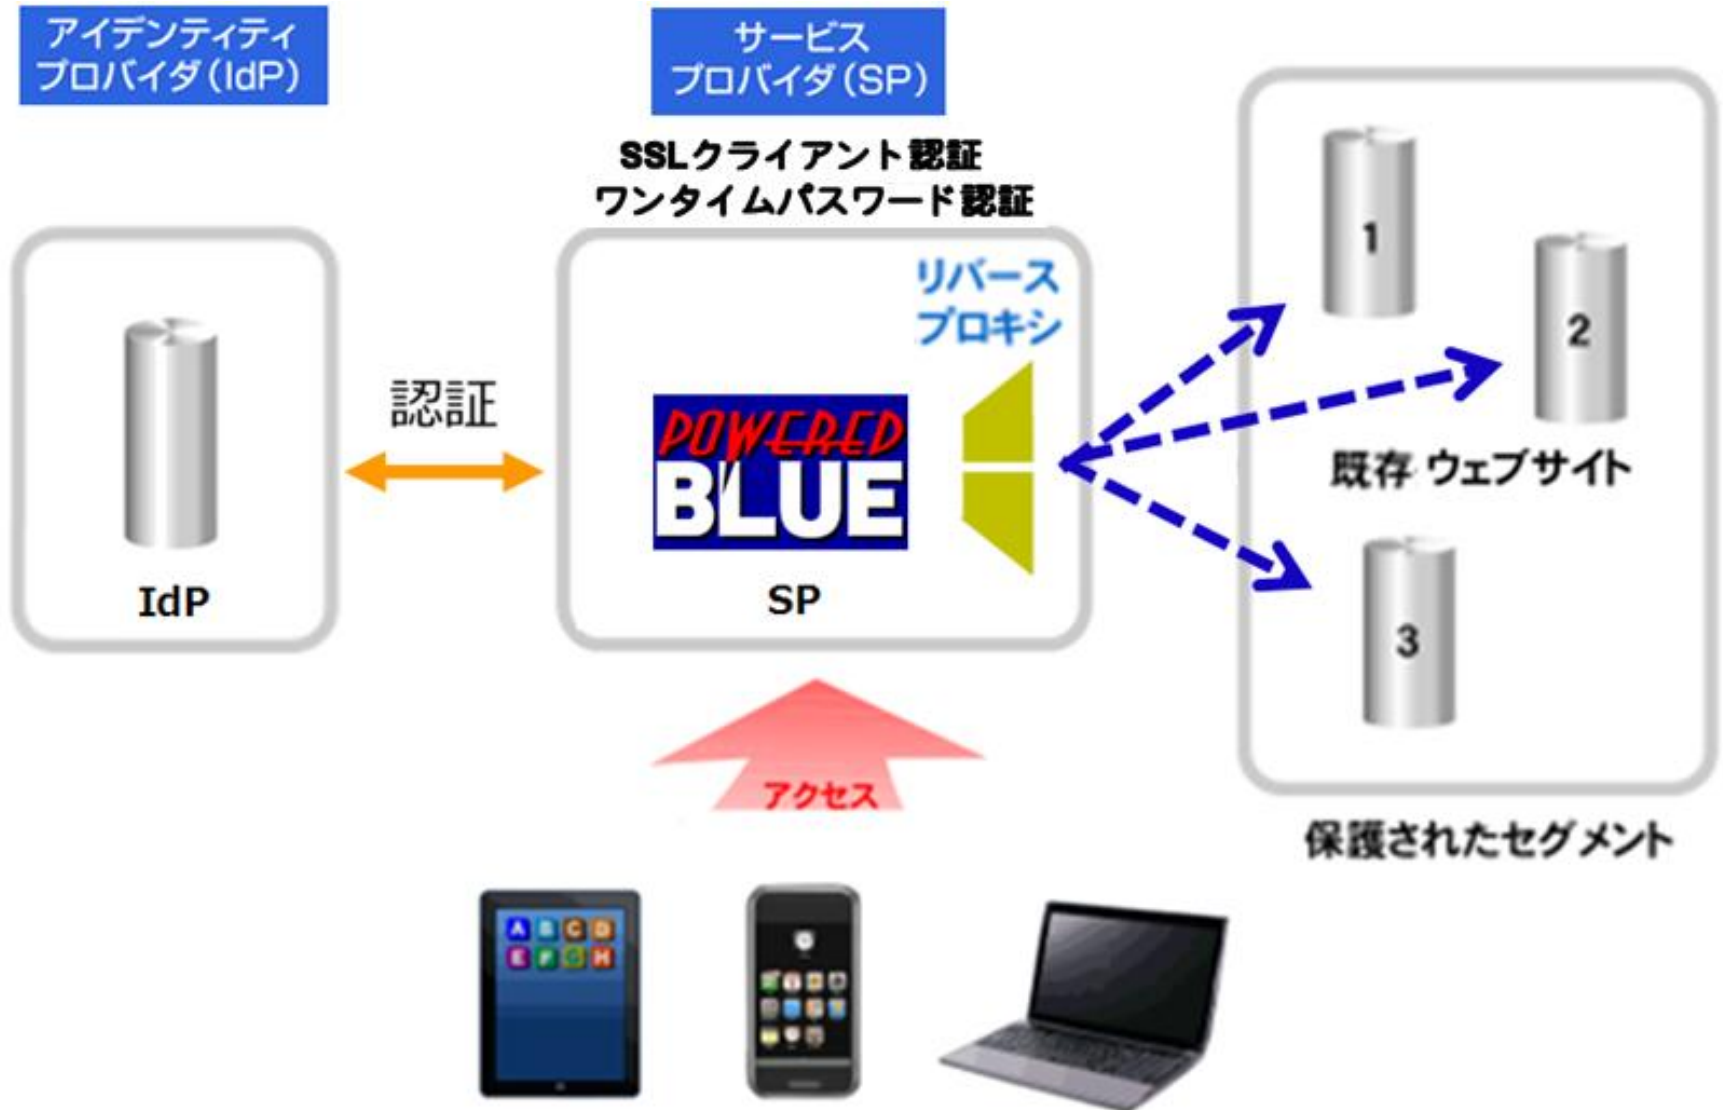 アイデンティティ
プロバイダ(IdP)
サービス
プロバイダ(SP)
SSLクライアント認証
ワンタイムパスワード認証
リバース
プロキシ
認証
POWERED
BLUE
IdP
SP
1
2
既存 ウェブサイト
3
アクセス
保護されたセグメント
A B C D
E F G H